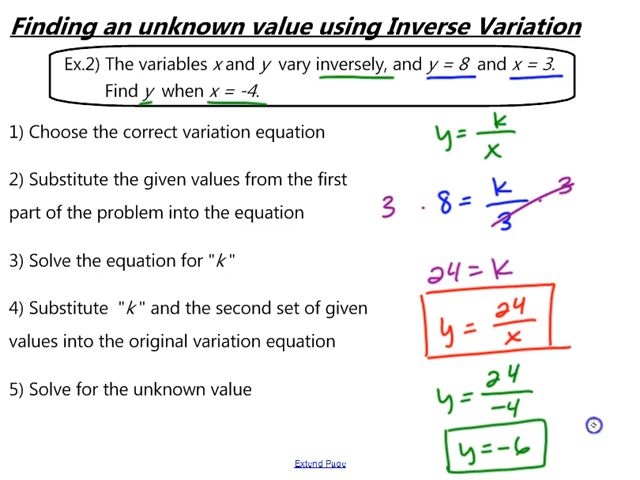 Finding an unknown value using Inverse Variation
Ex.2) The variables x and y vary inversely, and y = 8 and x = 3.
Find y when x = -4.
1) Choose the correct variation equation
y = k/x
2) Substitute the given values from the first
part of the problem into the equation
3 · 8 = k/3 · 3
3) Solve the equation for "k"
24 = k
4) Substitute "k" and the second set of given
values into the original variation equation
y = 24/x
5) Solve for the unknown value
y = 24/-4
y = -6
Extend Page